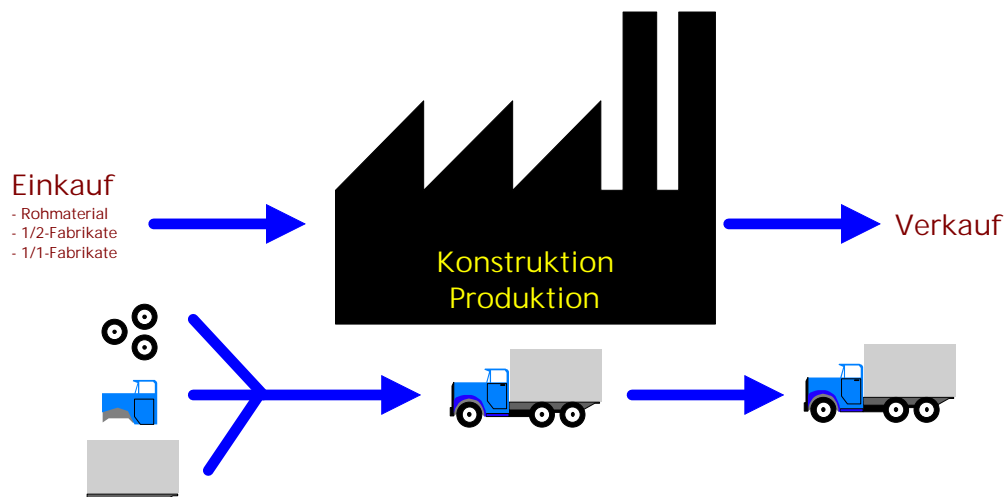 Einkauf
- Rohmaterial
- 1/2-Fabrikate
- 1/1-Fabrikate
Konstruktion
Produktion
Verkauf